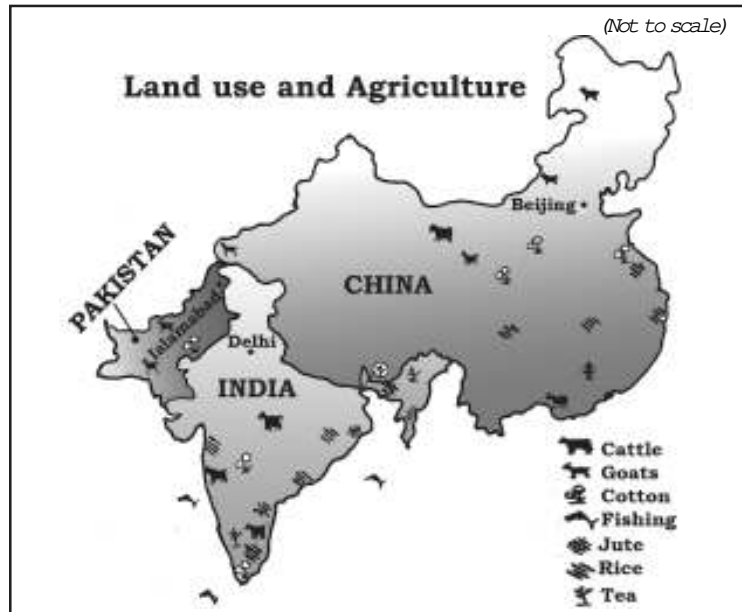 (Not to scale)
Land use and Agriculture
Beijing
PAKISTAN
CHINA
Jalamabad
Delhi
INDIA
Cattle
Goats
Cotton
Fishing
Jute
Rice
Tea